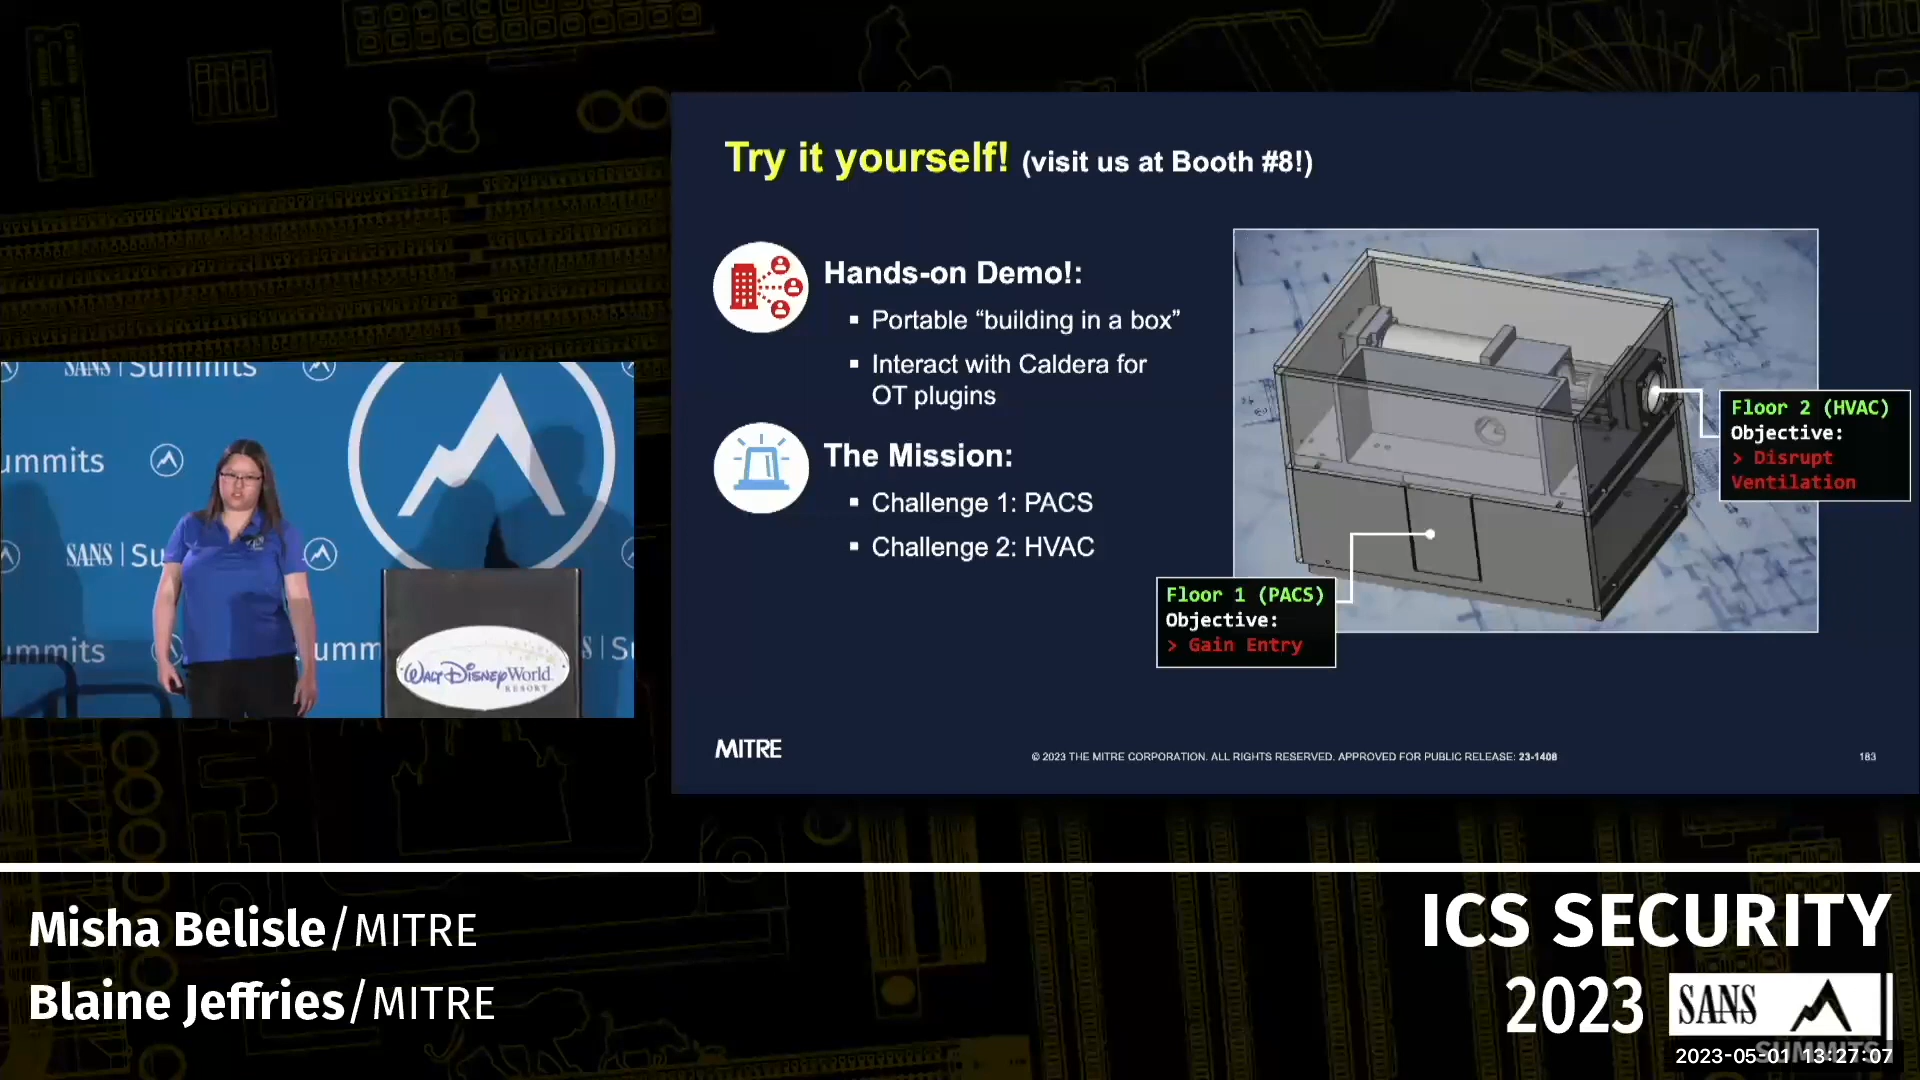 Try it yourself! (visit us at Booth #8!)
Hands-on Demo!:
▪ Portable “building in a box”
▪ Interact with Caldera for
OT plugins
The Mission:
▪ Challenge 1: PACS
▪ Challenge 2: HVAC
Floor 2 (HVAC)
Objective:
> Disrupt
Ventilation
Floor 1 (PACS)
Objective:
> Gain Entry
MITRE
© 2023 THE MITRE CORPORATION. ALL RIGHTS RESERVED. APPROVED FOR PUBLIC RELEASE: 23-1408
183
SANS | Summits
ummits
SANS | Su
ummits
umm
S | Su
WALT DISNEY World
RESORT
Misha Belisle/MITRE
Blaine Jeffries/MITRE
ICS SECURITY
2023
SANS
SUMMITS
2023-05-01 13:27:07